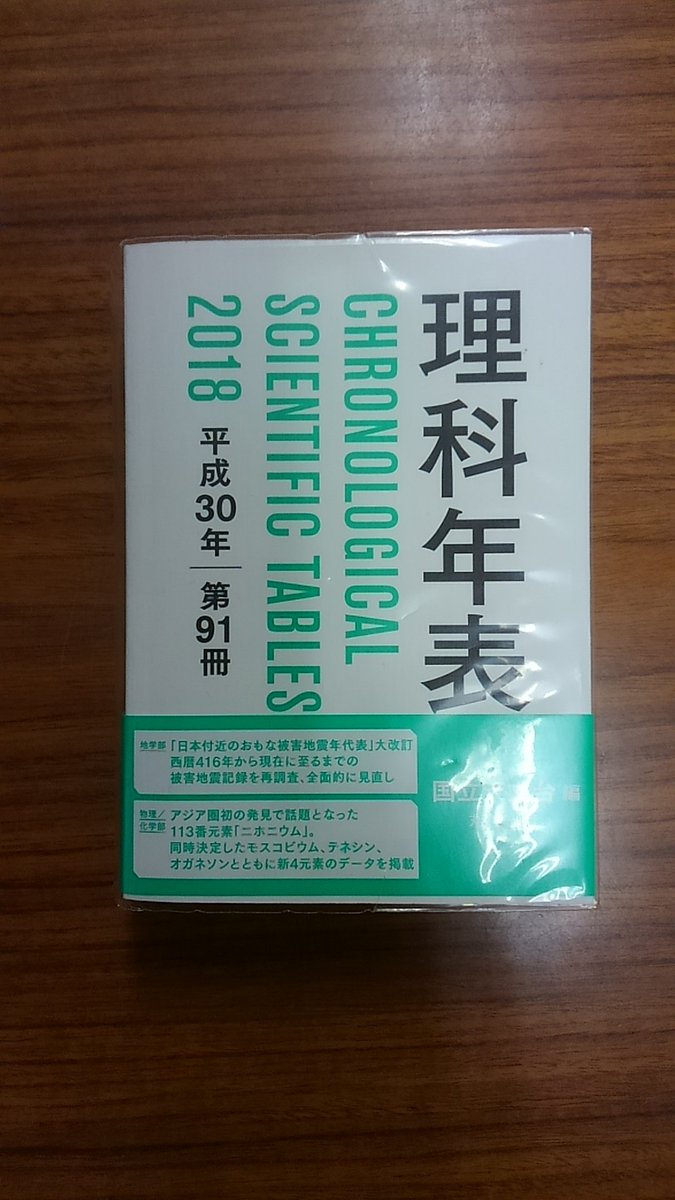 理科年表
CHRONOLOGICAL
SCIENTIFIC TABLES
2018
平成30年
第91冊
地学部
「日本付近のおもな被害地震年代表」大改訂
西暦416年から現在に至るまでの
被害地震記録を再調査、全面的に見直し
物理/
化学部
アジア圏初の発見で話題となった
113番元素「ニホニウム」。
同時決定したモスコビウム、テネシン、
オガネソンとともに新4元素のデータを掲載
国立 台 編